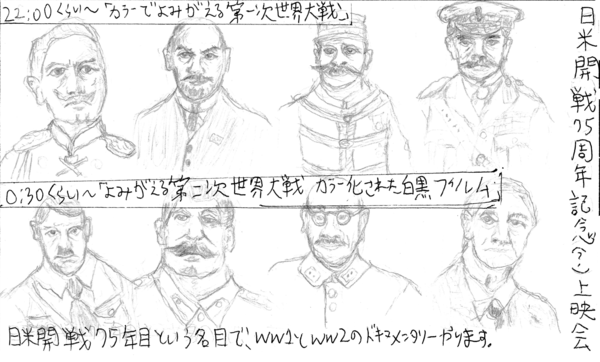 22:00くらい~「カラーでよみがえる第一次世界大戦」
日米開戦75周年記念(?)上映会
0:30くらい~「よみがえる第二次世界大戦 カラー化された白黒フィルム」
日米開戦75年目という名目で、WW1とWW2のドキュメンタリーやります。